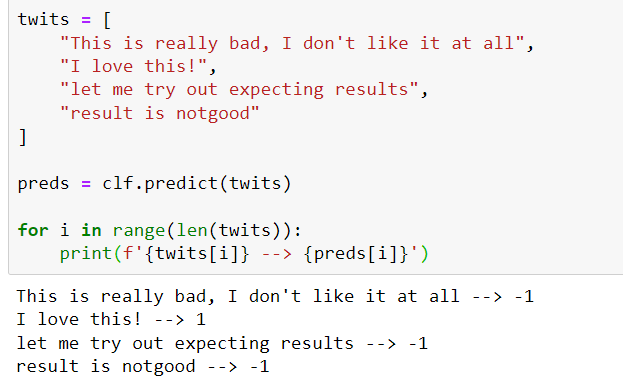 twits = [
    "This is really bad, I don't like it at all",
    "I love this!",
    "let me try out expecting results",
    "result is notgood"
]
preds = clf.predict(twits)
for i in range(len(twits)):
    print(f'{twits[i]} --> {preds[i]}')
This is really bad, I don't like it at all --> -1
I love this! --> 1
let me try out expecting results --> -1
result is notgood --> -1